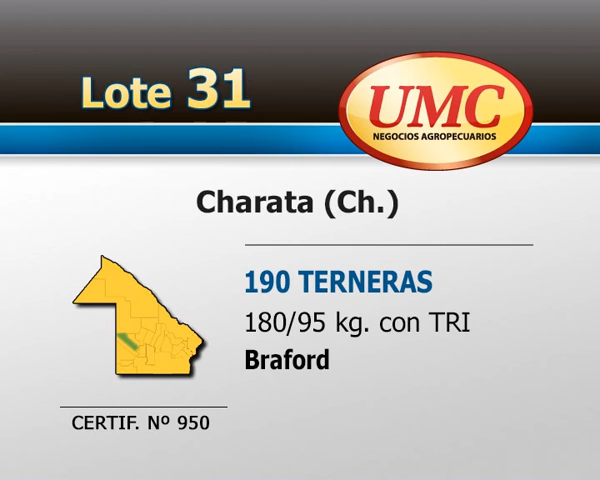 Lote 31
UMC
NEGOCIOS AGROPECUARIOS
Charata (Ch.)
190 TERNERAS
180/95 kg. con TRI
Braford
CERTIF. Nº 950